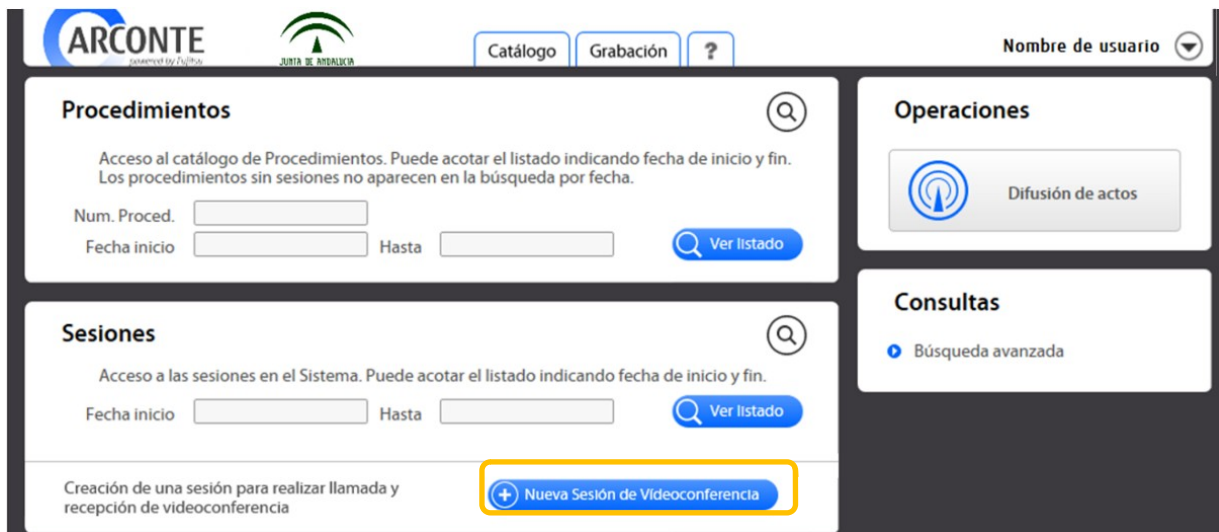 ARCONTE
powered by Fujitsu
JUNTA DE ANDALUCIA
Catálogo
Grabación
?
Nombre de usuario
Procedimientos
Acceso al catálogo de Procedimientos. Puede acotar el listado indicando fecha de inicio y fin.
Los procedimientos sin sesiones no aparecen en la búsqueda por fecha.
Num. Proced.
Fecha inicio
Hasta
Ver listado
Operaciones
Difusión de actos
Sesiones
Acceso a las sesiones en el Sistema. Puede acotar el listado indicando fecha de inicio y fin.
Fecha inicio
Hasta
Ver listado
Creación de una sesión para realizar llamada y
recepción de videoconferencia
Nueva Sesión de Vídeoconferencia
Consultas
Búsqueda avanzada